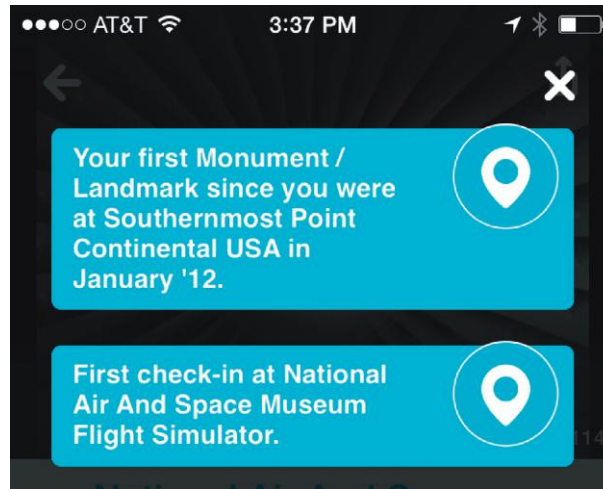 AT&T 3:37 PM
Your first Monument /
Landmark since you were
at Southernmost Point
Continental USA in
January '12.
First check-in at National
Air And Space Museum
Flight Simulator.
114